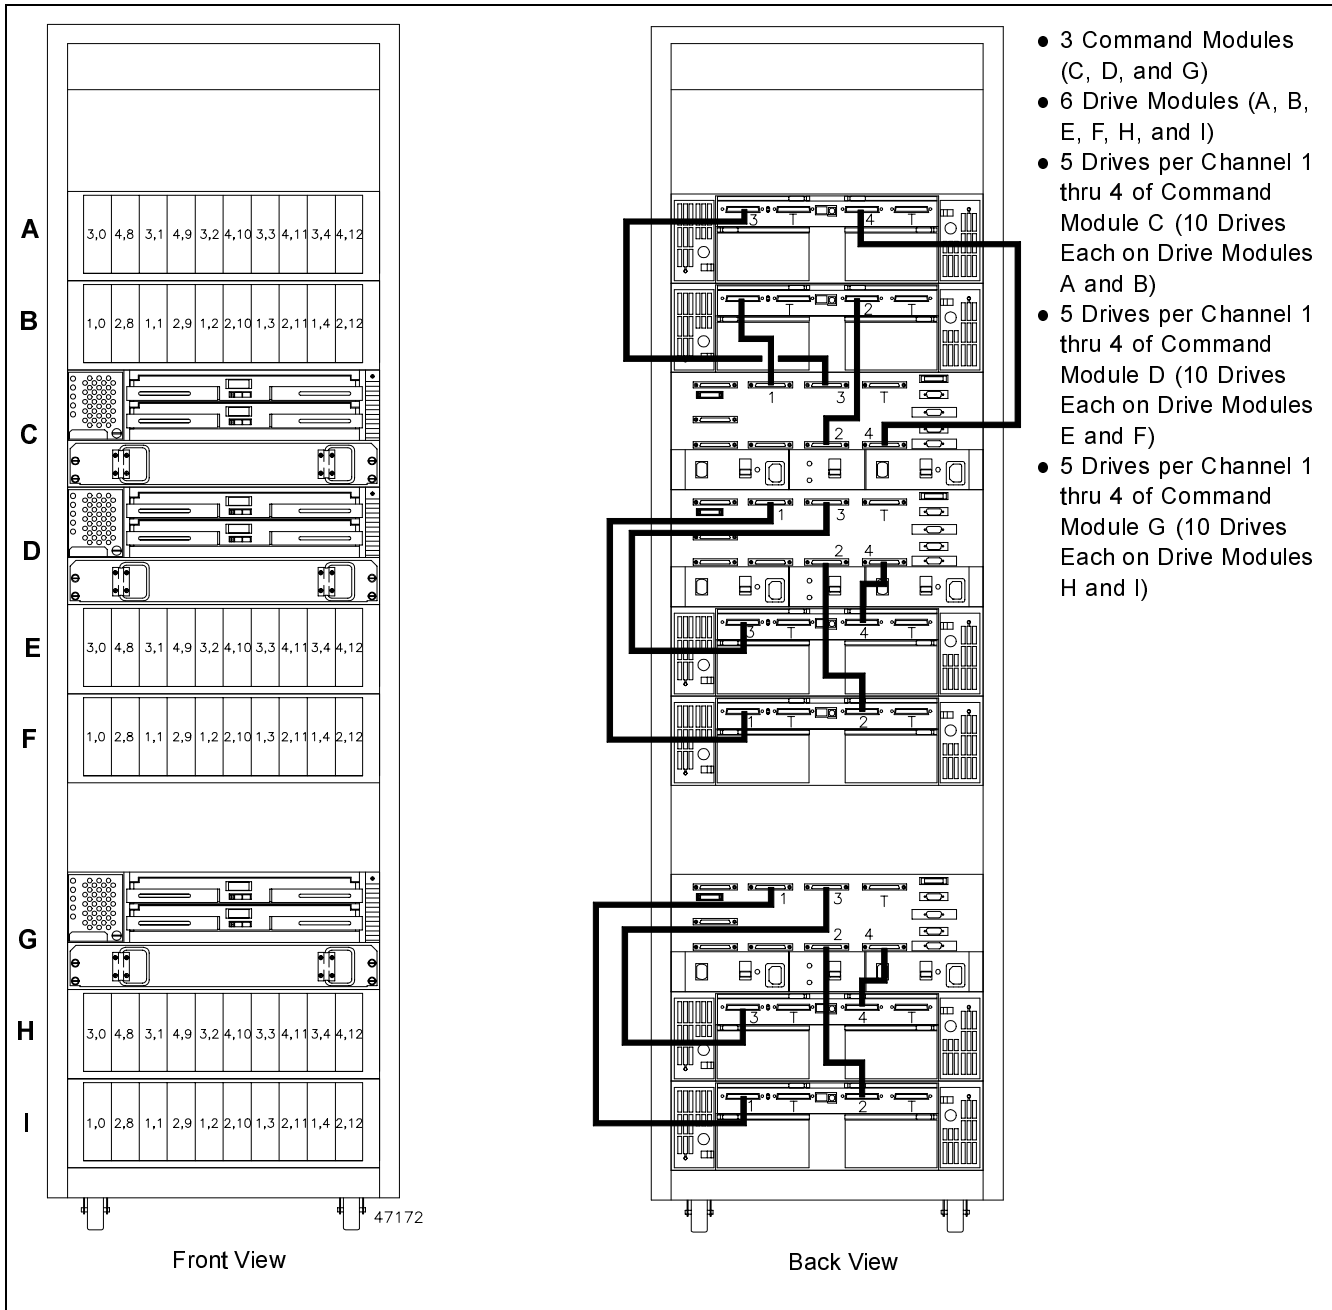 A
3,0 4,8 3,1 4,9 3,2 4,10 3,3 4,11 3,4 4,12
B
1,0 2,8 1,1 2,9 1,2 2,10 1,3 2,11 1,4 2,12
C
D
E
3,0 4,8 3,1 4,9 3,2 4,10 3,3 4,11 3,4 4,12
F
1,0 2,8 1,1 2,9 1,2 2,10 1,3 2,11 1,4 2,12
G
H
3,0 4,8 3,1 4,9 3,2 4,10 3,3 4,11 3,4 4,12
I
1,0 2,8 1,1 2,9 1,2 2,10 1,3 2,11 1,4 2,12
47172
Front View
3 T 4 T
T 2 T
1 3 T
2 4
1 3 T
2 4
3 T 4 T
1 T 2 T
1 3 T
2 4
3 T 4 T
1 T 2 T
Back View
● 3 Command Modules
(C, D, and G)
● 6 Drive Modules (A, B,
E, F, H, and I)
● 5 Drives per Channel 1
thru 4 of Command
Module C (10 Drives
Each on Drive Modules
A and B)
● 5 Drives per Channel 1
thru 4 of Command
Module D (10 Drives
Each on Drive Modules
E and F)
● 5 Drives per Channel 1
thru 4 of Command
Module G (10 Drives
Each on Drive Modules
H and I)